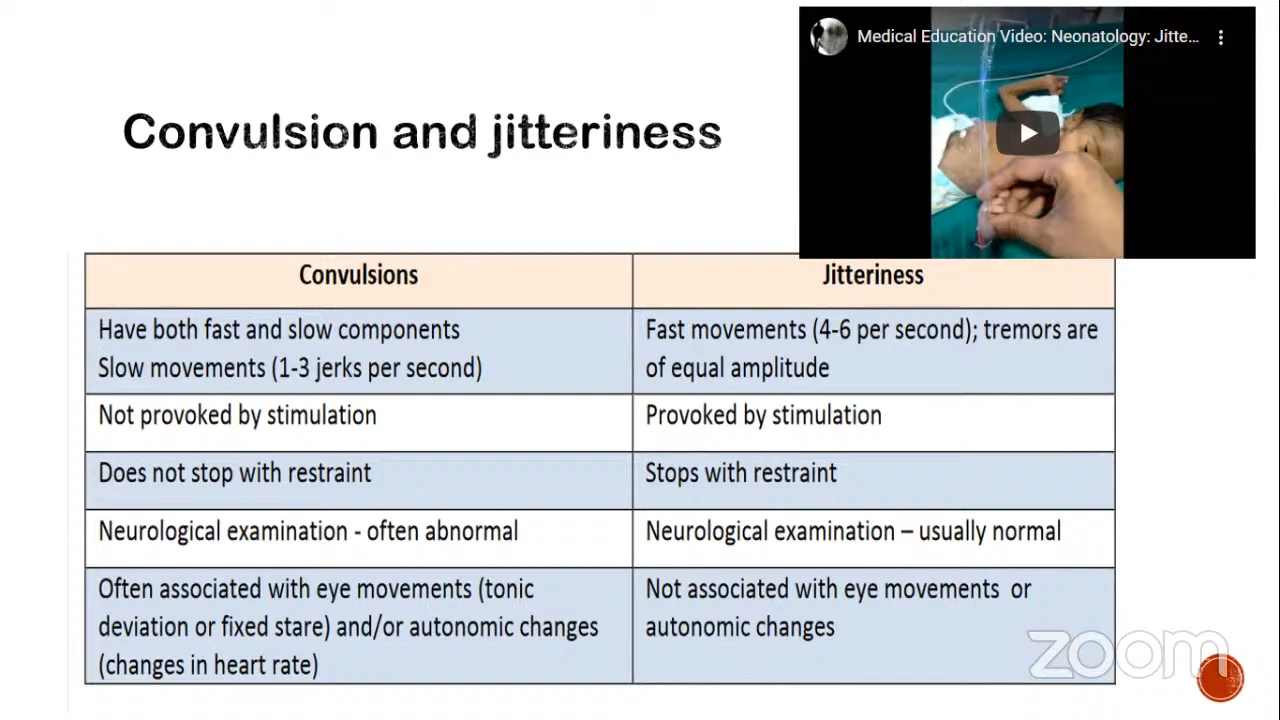 Medical Education Video: Neonatology: Jitte...
Convulsion and jitteriness
Convulsions
Jitteriness
Have both fast and slow components
Slow movements (1-3 jerks per second)
Fast movements (4-6 per second); tremors are
of equal amplitude
Not provoked by stimulation
Provoked by stimulation
Does not stop with restraint
Stops with restraint
Neurological examination - often abnormal
Neurological examination – usually normal
Often associated with eye movements (tonic
deviation or fixed stare) and/or autonomic changes
(changes in heart rate)
Not associated with eye movements or
autonomic changes
zoom